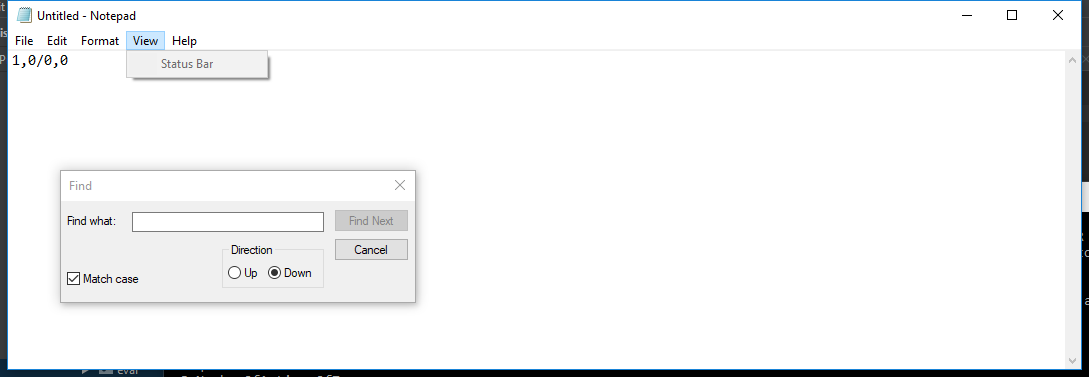 Untitled - Notepad
File Edit Format View Help
1,0/0,0
Status Bar
Find
Find what:
Find Next
Direction
Cancel
Up Down
Match case
eval